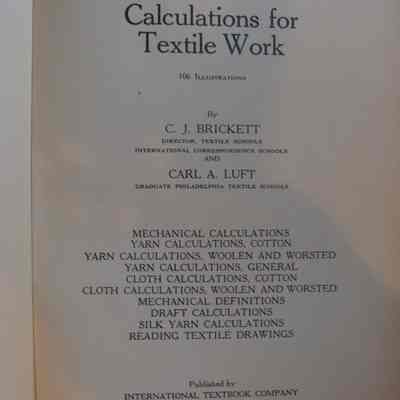 Calculations for
Textile Work
106 Illustrations
By
C. J. BRICKETT
DIRECTOR, TEXTILE SCHOOLS
INTERNATIONAL CORRESPONDENCE SCHOOLS
AND
CARL A. LUFT
GRADUATE PHILADELPHIA TEXTILE SCHOOLS
MECHANICAL CALCULATIONS
YARN CALCULATIONS, COTTON
YARN CALCULATIONS, WOOLEN AND WORSTED
YARN CALCULATIONS, GENERAL
CLOTH CALCULATIONS, COTTON
CLOTH CALCULATIONS, WOOLEN AND WORSTED
MECHANICAL DEFINITIONS
DRAFT CALCULATIONS
SILK YARN CALCULATIONS
READING TEXTILE DRAWINGS
Published by
INTERNATIONAL TEXTBOOK COMPANY